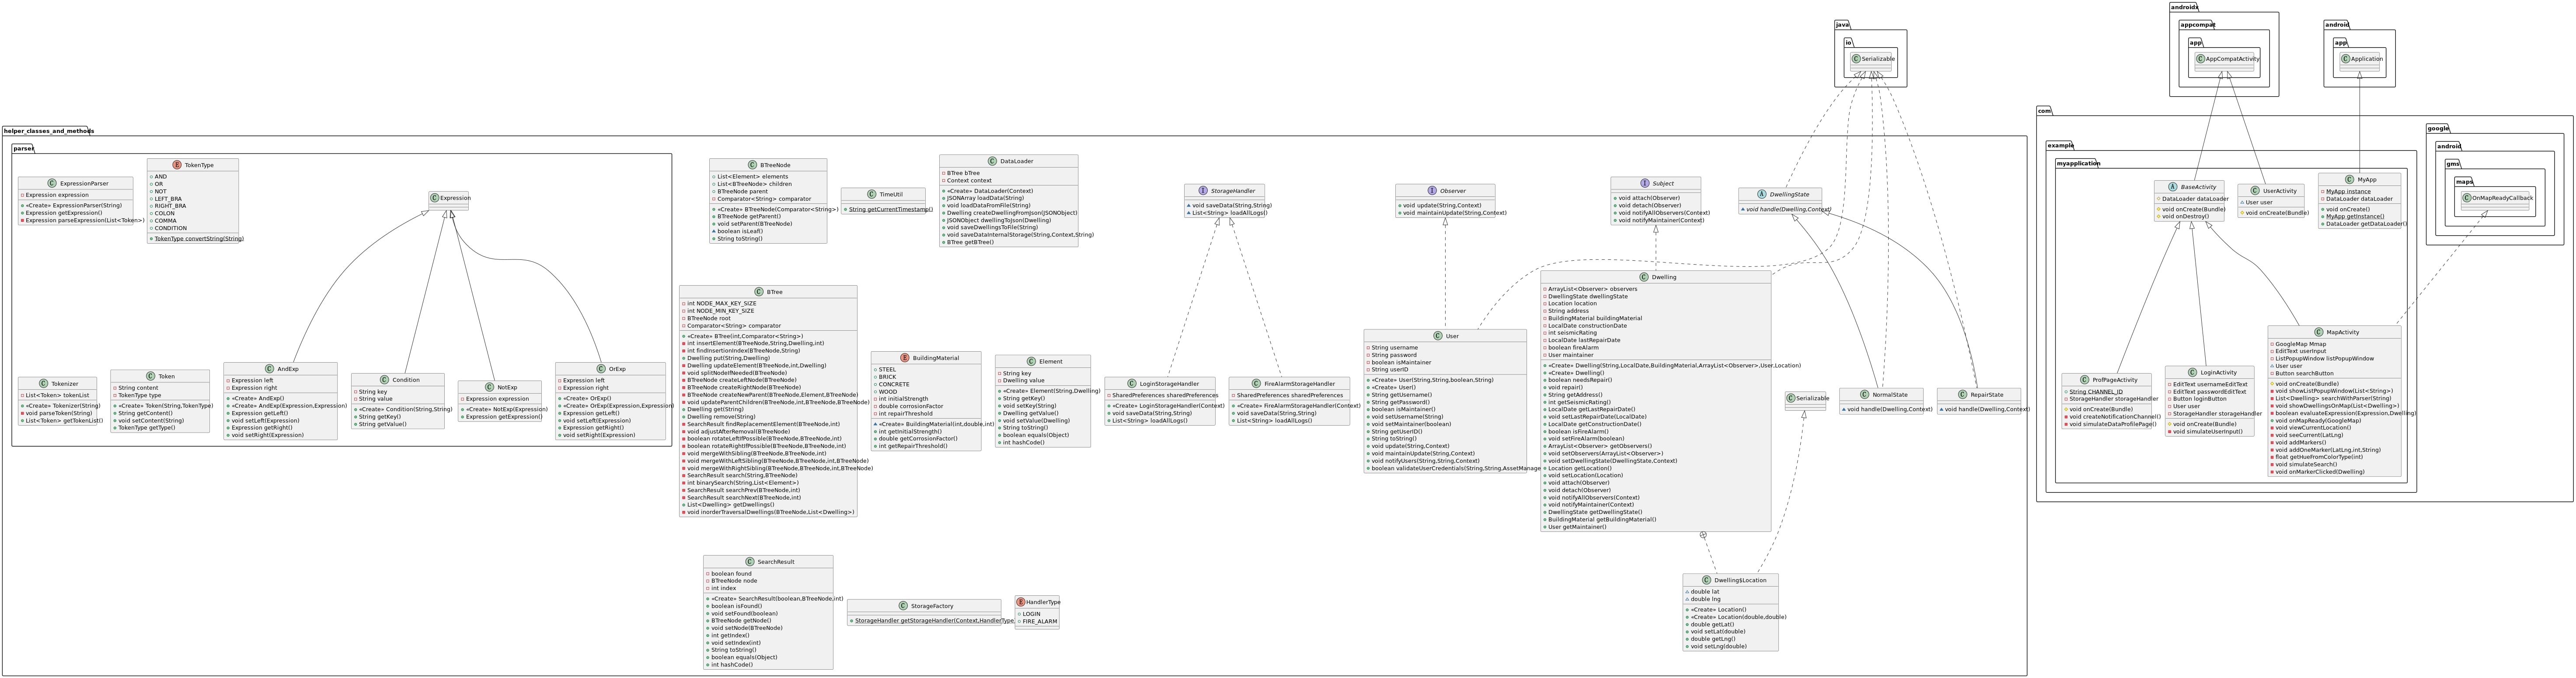 java
io
C Serializable
androidx
appcompat
app
C AppCompatActivity
android
app
C Application
helper_classes_and_methods
parser
C ExpressionParser
Expression expression
«Create» ExpressionParser(String)
Expression getExpression()
Expression parseExpression(List<Token>)
E TokenType
AND
OR
NOT
LEFT_BRA
RIGHT_BRA
COLON
COMMA
CONDITION
TokenType convertString(String)
C Expression
C Tokenizer
List<Token> tokenList
«Create» Tokenizer(String)
void parseToken(String)
List<Token> getTokenList()
C Token
String content
TokenType type
«Create» Token(String,TokenType)
String getContent()
void setContent(String)
TokenType getType()
C AndExp
Expression left
Expression right
«Create» AndExp()
«Create» AndExp(Expression,Expression)
Expression getLeft()
void setLeft(Expression)
Expression getRight()
void setRight(Expression)
C Condition
String key
String value
«Create» Condition(String,String)
String getKey()
String getValue()
C NotExp
Expression expression
«Create» NotExp(Expression)
Expression getExpression()
C OrExp
Expression left
Expression right
«Create» OrExp()
«Create» OrExp(Expression,Expression)
Expression getLeft()
void setLeft(Expression)
Expression getRight()
void setRight(Expression)
C BTreeNode
List<Element> elements
List<BTreeNode> children
BTreeNode parent
Comparator<String> comparator
«Create» BTreeNode(Comparator<String>)
BTreeNode getParent()
void setParent(BTreeNode)
boolean isLeaf()
String toString()
C TimeUtil
String getCurrentTimestamp()
C DataLoader
BTree bTree
Context context
«Create» DataLoader(Context)
JSONArray loadData(String)
void loadDataFromFile(String)
Dwelling createDwellingFromJson(JSONObject)
JSONObject dwellingToJson(Dwelling)
void saveDwellingsToFile(String)
void saveDataInternalStorage(String,Context,String)
BTree getBTree()
I StorageHandler
void saveData(String,String)
List<String> loadAllLogs()
I Observer
void update(String,Context)
void maintainUpdate(String,Context)
I Subject
void attach(Observer)
void detach(Observer)
void notifyAllObservers(Context)
void notifyMaintainer(Context)
A DwellingState
void handle(Dwelling,Context)
C BTree
int NODE_MAX_KEY_SIZE
int NODE_MIN_KEY_SIZE
BTreeNode root
Comparator<String> comparator
«Create» BTree(int,Comparator<String>)
int insertElement(BTreeNode,String,Dwelling,int)
int findInsertionIndex(BTreeNode,String)
Dwelling put(String,Dwelling)
Dwelling updateElement(BTreeNode,int,Dwelling)
void splitNodeIfNeeded(BTreeNode)
BTreeNode createLeftNode(BTreeNode)
BTreeNode createRightNode(BTreeNode)
BTreeNode createNewParent(BTreeNode,Element,BTreeNode)
void updateParentChildren(BTreeNode,int,BTreeNode,BTreeNode)
Dwelling remove(String)
Dwelling get(String)
SearchResult findReplacementElement(BTreeNode,int)
void adjustAfterRemoval(BTreeNode)
boolean rotateLeftIfPossible(BTreeNode,BTreeNode,int)
boolean rotateRightIfPossible(BTreeNode,BTreeNode,int)
void mergeWithSibling(BTreeNode,BTreeNode,int)
void mergeWithLeftSibling(BTreeNode,BTreeNode,int,BTreeNode)
void mergeWithRightSibling(BTreeNode,BTreeNode,int,BTreeNode)
SearchResult search(String,BTreeNode)
int binarySearch(String,List<Element>)
SearchResult searchPrev(BTreeNode,int)
SearchResult searchNext(BTreeNode,int)
List<Dwelling> getDwellings()
void inorderTraversalDwellings(BTreeNode,List<Dwelling>)
E BuildingMaterial
STEEL
BRICK
CONCRETE
WOOD
int initialStrength
double corrosionFactor
int repairThreshold
«Create» BuildingMaterial(int,double,int)
int getInitialStrength()
double getCorrosionFactor()
int getRepairThreshold()
C Element
String key
Dwelling value
«Create» Element(String,Dwelling)
String getKey()
void setKey(String)
Dwelling getValue()
void setValue(Dwelling)
String toString()
boolean equals(Object)
int hashCode()
C LoginStorageHandler
SharedPreferences sharedPreferences
«Create» LoginStorageHandler(Context)
void saveData(String,String)
List<String> loadAllLogs()
C FireAlarmStorageHandler
SharedPreferences sharedPreferences
«Create» FireAlarmStorageHandler(Context)
void saveData(String,String)
List<String> loadAllLogs()
C User
String username
String password
boolean isMaintainer
String userID
«Create» User(String,String,boolean,String)
«Create» User()
String getUsername()
String getPassword()
boolean isMaintainer()
void setUsername(String)
void setMaintainer(boolean)
String getUserID()
String toString()
void update(String,Context)
void maintainUpdate(String,Context)
void notifyUsers(String,String,Context)
boolean validateUserCredentials(String,String,AssetManage
C Dwelling
ArrayList<Observer> observers
DwellingState dwellingState
Location location
String address
BuildingMaterial buildingMaterial
LocalDate constructionDate
int seismicRating
LocalDate lastRepairDate
boolean fireAlarm
User maintainer
«Create» Dwelling(String,LocalDate,BuildingMaterial,ArrayList<Observer>,User,Location)
«Create» Dwelling()
boolean needsRepair()
void repair()
String getAddress()
int getSeismicRating()
LocalDate getLastRepairDate()
void setLastRepairDate(LocalDate)
LocalDate getConstructionDate()
boolean isFireAlarm()
void setFireAlarm(boolean)
ArrayList<Observer> getObservers()
void setObservers(ArrayList<Observer>)
void setDwellingState(DwellingState,Context)
Location getLocation()
void setLocation(Location)
void attach(Observer)
void detach(Observer)
void notifyAllObservers(Context)
void notifyMaintainer(Context)
DwellingState getDwellingState()
BuildingMaterial getBuildingMaterial()
User getMaintainer()
C Serializable
C NormalState
void handle(Dwelling,Context)
C RepairState
void handle(Dwelling,Context)
C SearchResult
boolean found
BTreeNode node
int index
«Create» SearchResult(boolean,BTreeNode,int)
boolean isFound()
void setFound(boolean)
BTreeNode getNode()
void setNode(BTreeNode)
int getIndex()
void setIndex(int)
String toString()
boolean equals(Object)
int hashCode()
C StorageFactory
StorageHandler getStorageHandler(Context,HandlerType
E HandlerType
LOGIN
FIRE_ALARM
C Dwelling$Location
double lat
double lng
«Create» Location()
«Create» Location(double,double)
double getLat()
void setLat(double)
double getLng()
void setLng(double)
com
example
myapplication
A BaseActivity
DataLoader dataLoader
void onCreate(Bundle)
void onDestroy()
C UserActivity
User user
void onCreate(Bundle)
C MyApp
MyApp instance
DataLoader dataLoader
void onCreate()
MyApp getInstance()
DataLoader getDataLoader()
C ProfPageActivity
String CHANNEL_ID
StorageHandler storageHandler
void onCreate(Bundle)
void createNotificationChannel()
void simulateDataProfilePage()
C LoginActivity
EditText usernameEditText
EditText passwordEditText
Button loginButton
User user
StorageHandler storageHandler
void onCreate(Bundle)
void simulateUserInput()
C MapActivity
GoogleMap Mmap
EditText userInput
ListPopupWindow listPopupWindow
User user
Button searchButton
void onCreate(Bundle)
void showListPopupWindow(List<String>)
List<Dwelling> searchWithParser(String)
void showDwellingsOnMap(List<Dwelling>)
boolean evaluateExpression(Expression,Dwelling)
void onMapReady(GoogleMap)
void viewCurrentLocation()
void seeCurrent(LatLng)
void addMarkers()
void addOneMarker(LatLng,int,String)
float getHueFromColorType(int)
void simulateSearch()
void onMarkerClicked(Dwelling)
google
android
gms
maps
C OnMapReadyCallback